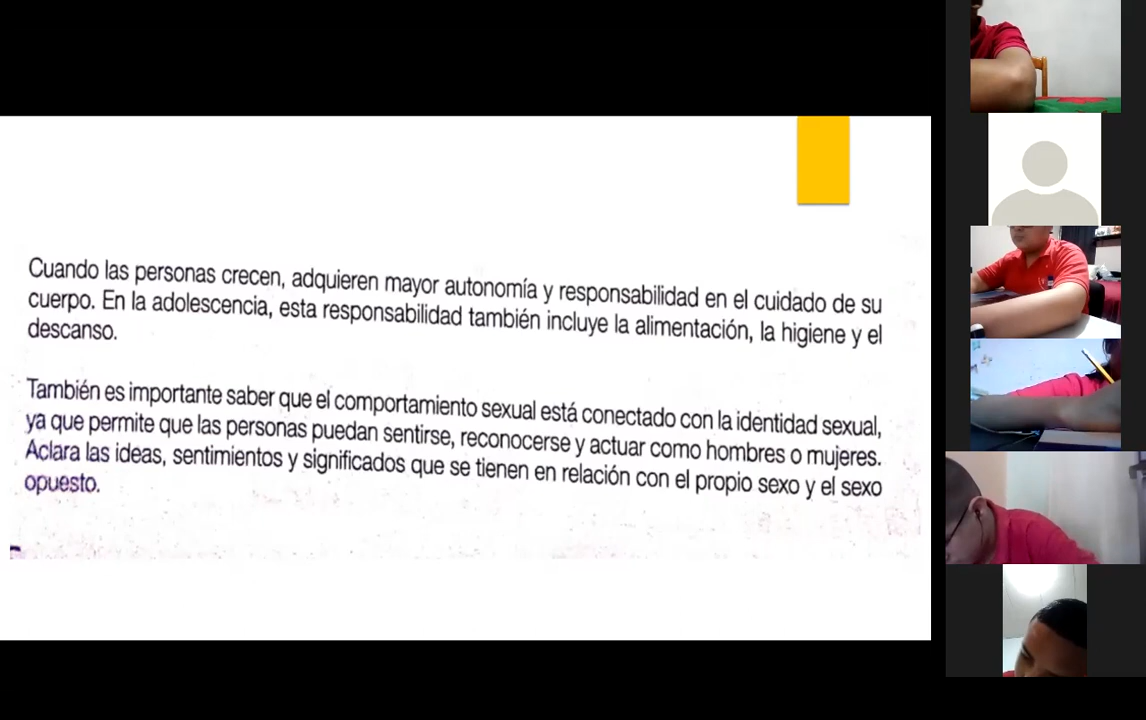 Cuando las personas crecen, adquieren mayor autonomía y responsabilidad en el cuidado de su
cuerpo. En la adolescencia, esta responsabilidad también incluye la alimentación, la higiene y el
descanso.
También es importante saber que el comportamiento sexual está conectado con la identidad sexual,
ya que permite que las personas puedan sentirse, reconocerse y actuar como hombres o mujeres.
Aclara las ideas, sentimientos y significados que se tienen en relación con el propio sexo y el sexo
opuesto.